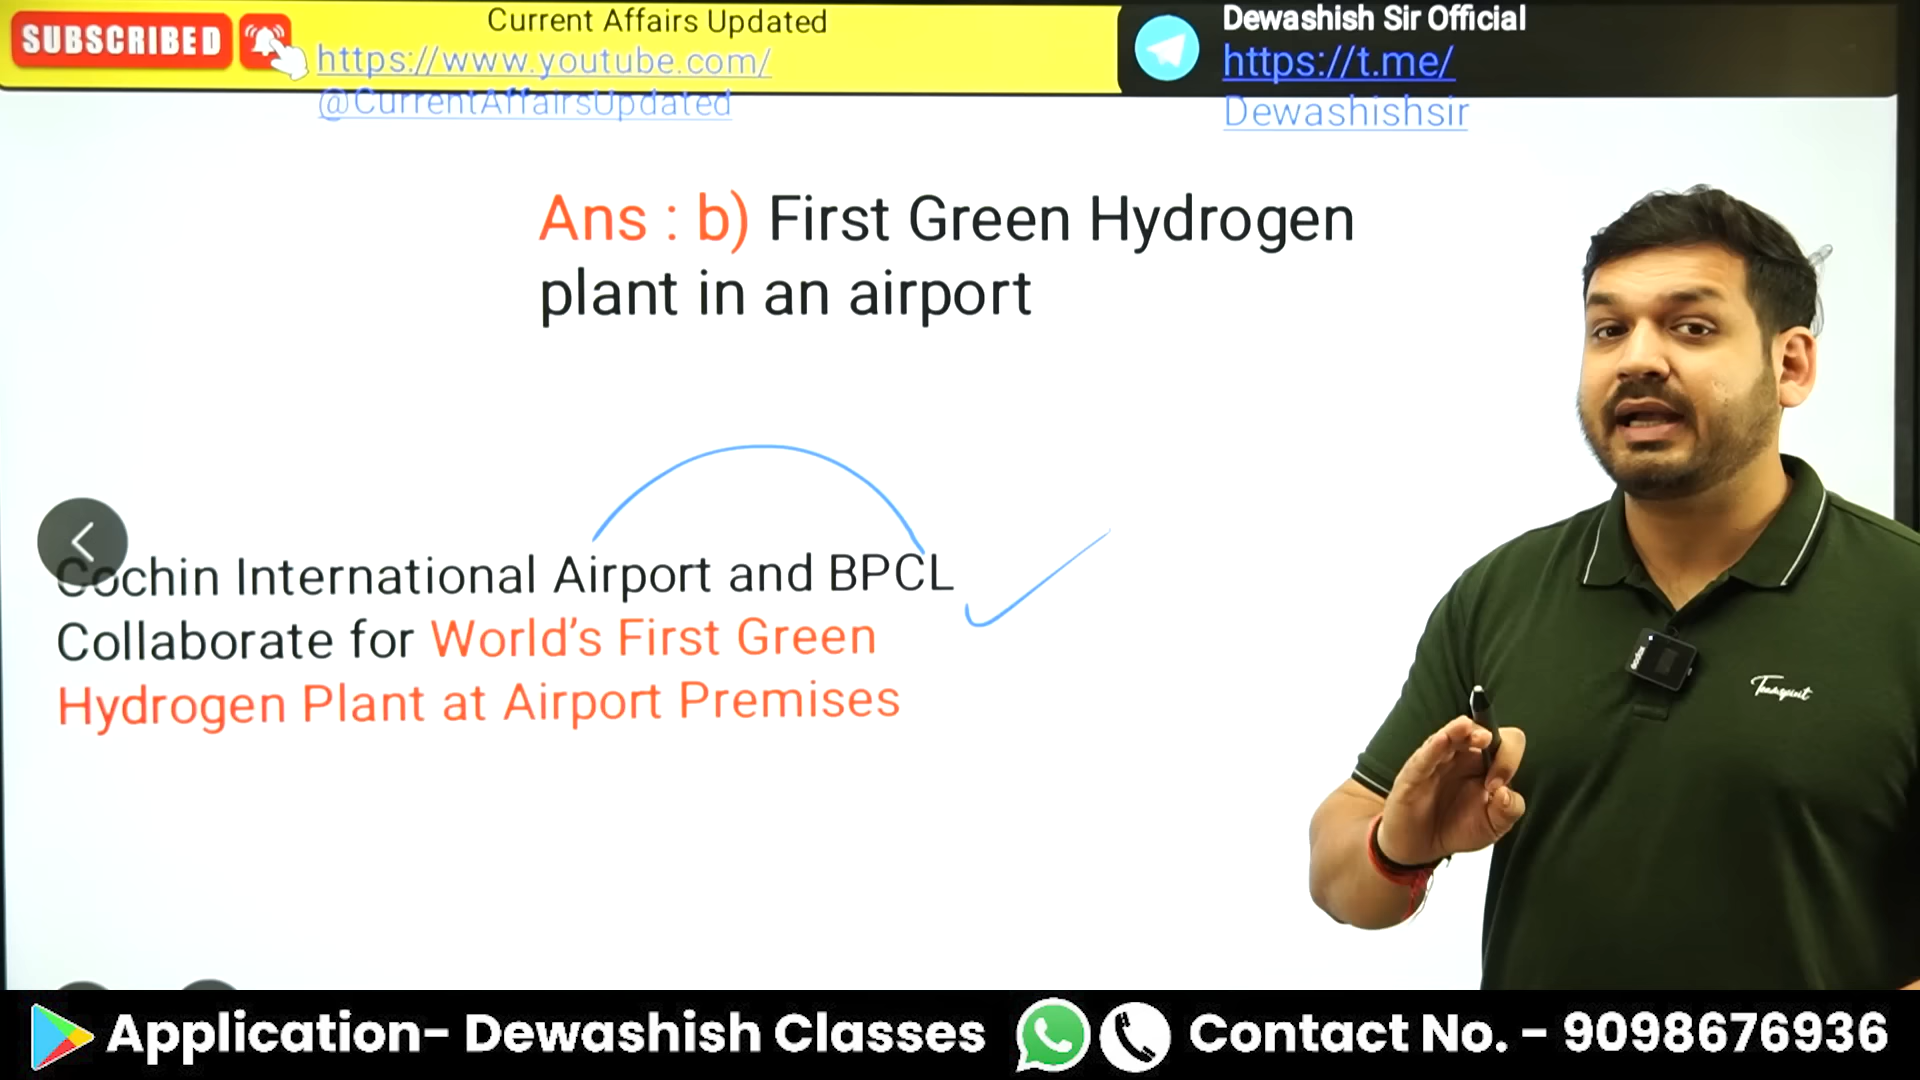 SUBSCRIBED
Current Affairs Updated
https://www.youtube.com/
@CurrentAffairsUpdated
Dewashish Sir Official
https://t.me/
Dewashishsir
Ans : b) First Green Hydrogen
plant in an airport
Cochin International Airport and BPCL
Collaborate for World's First Green
Hydrogen Plant at Airport Premises
Application- Dewashish Classes
Contact No. - 9098676936